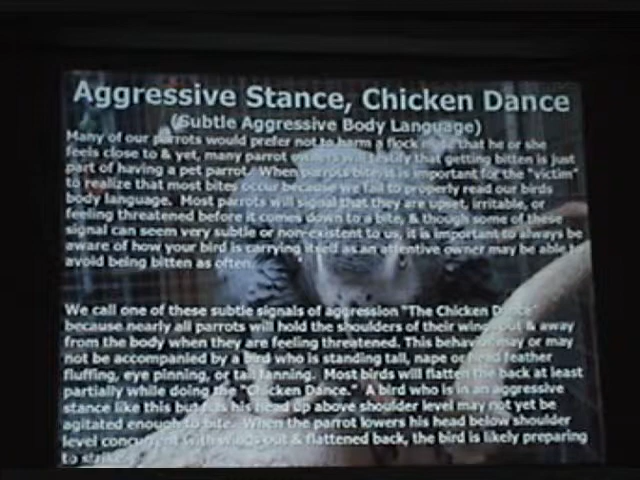 Aggressive Stance, Chicken Dance
(Subtle Aggressive Body Language)
Many of our parrots would prefer not to harm a flock mate that he or she
feels close to & yet, many parrot owners will testify that getting bitten is just
part of having a pet parrot. When parrots bite it is important for the "victim"
to realize that most bites occur because we fail to properly read our birds
body language. Most parrots will signal that they are upset, irritable, or
feeling threatened before it comes down to a bite, & though some of these
signal can seem very subtle or non-existent to us, it is important to always be
aware of how your bird is carrying itself as an attentive owner may be able to
avoid being bitten as often.
We call one of these subtle signals of aggression "The Chicken Dance"
because nearly all parrots will hold the shoulders of their wings out & away
from the body when they are feeling threatened. This behavior may or may
not be accompanied by a bird who is standing tall, nape or head feather
fluffing, eye pinning, or tail fanning. Most birds will flatten the back at least
partially while doing the "Chicken Dance." A bird who is in an aggressive
stance like this but his head up above shoulder level may not yet be
agitated enough to bite. When the parrot lowers his head below shoulder
level concurrent with wings out & flattened back, the bird is likely preparing
to strike.